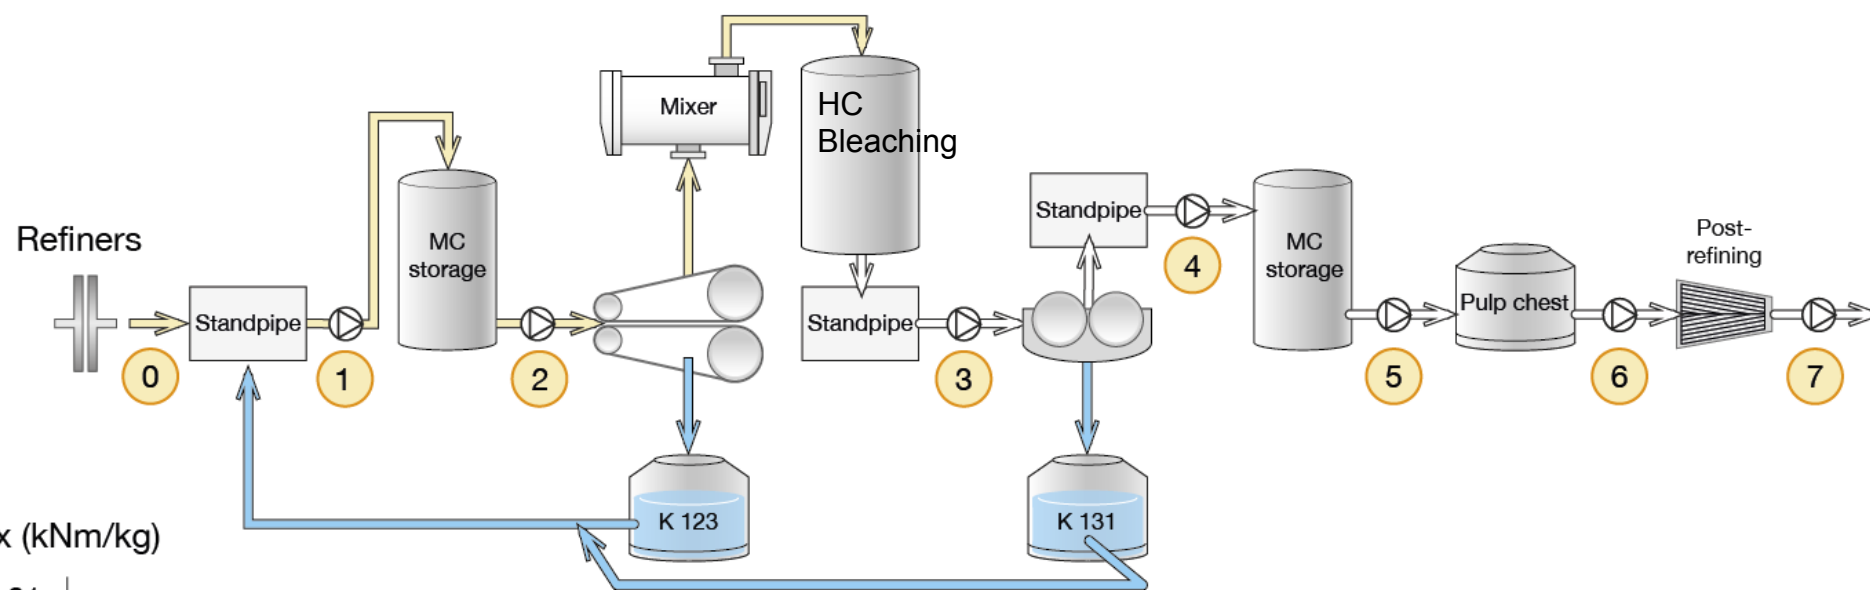 Mixer
HC
Bleaching
Refiners
MC
storage
Standpipe
Standpipe
Standpipe
MC
storage
Post-
refining
Pulp chest
0
1
2
3
4
5
6
7
K 123
K 131
x (kNm/kg)